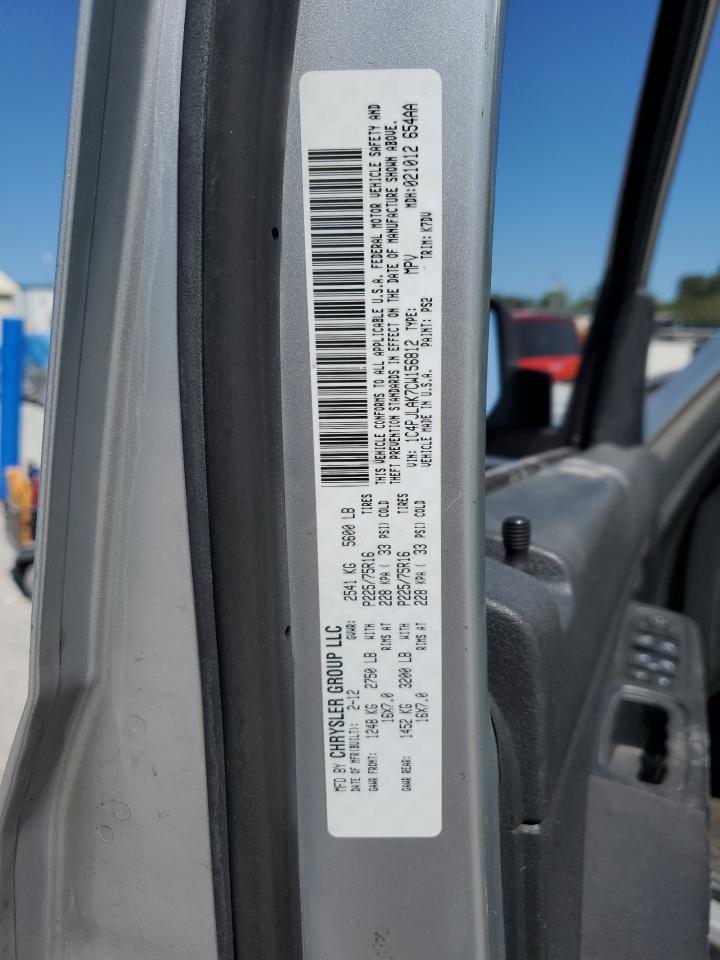 MFD BY CHRYSLER GROUP LLC
DATE OF MFR(BUILT): 2-12 GVWR: 2541 KG 5600 LB
GAWR FRONT: 1248 KG 2750 LB WITH P225/75R16 TIRES
16X7.0 RIMS AT 228 KPA ( 33 PSI) COLD
GAWR REAR: 1452 KG 3200 LB WITH P225/75R16 TIRES
16X7.0 RIMS AT 228 KPA ( 33 PSI) COLD
THIS VEHICLE CONFORMS TO ALL APPLICABLE U.S.A. FEDERAL MOTOR VEHICLE SAFETY AND
THEFT PREVENTION STANDARDS IN EFFECT ON THE DATE OF MANUFACTURE SHOWN ABOVE.
VIN: 1C4PJLAK7CW156812 TYPE: MPV MDH:021012 654AA
VEHICLE MADE IN U.S.A. PAINT: PS2 TRIM: K7DV